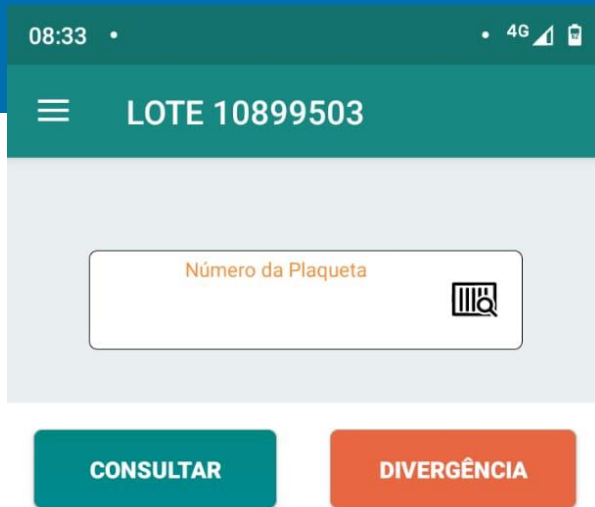 08:33
4G
LOTE 10899503
Número da Plaqueta
CONSULTAR DIVERGÊNCIA